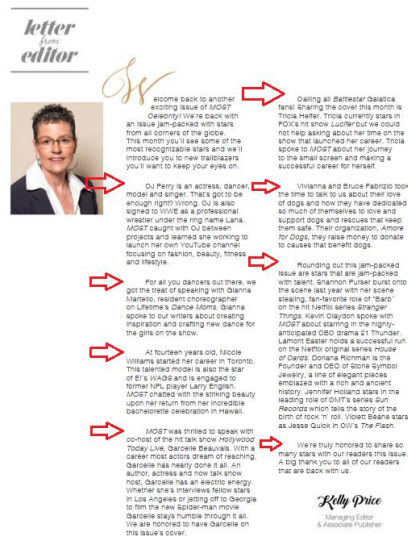 letter
from
editor
Welcome back to another
exciting issue of MOST
Celebrity! We're back with
an issue jam-packed with stars
from all corners of the globe.
This month you'll see some of the
most recognizable stars and we'll
introduce you to new trailblazers
you'll want to keep your eyes on.
OJ Perry is an actress, dancer,
model and singer. That's got to be
enough right? Wrong. OJ is also
signed to WWE as a professional
wrestler under the ring name Lana.
MOST caught with OJ between
projects and learned she working to
launch her own YouTube channel
focusing on fashion, beauty, fitness
and lifestyle.
For all you dancers out there, we
got the treat of speaking with Gianna
Martello, resident choreographer
on Lifetime's Dance Moms. Gianna
spoke to our writers about creating
inspiration and crafting new dance for
the girls on the show.
At fourteen years old, Nicole
Williams started her career in Toronto.
This talented model is also the star
of E!'s WAGS and is engaged to
former NFL player Larry English.
MOST chatted with the striking beauty
upon her return from her incredible
bachelorette celebration in Hawaii.
MOST was thrilled to speak with
co-host of the hit talk show Hollywood
Today Live, Garcelle Beauvais. With a
career most actors dream of reaching,
Garcelle has nearly done it all. An
author, actress and now talk show
host, Garcelle has an electric energy.
Whether she's interviews fellow stars
in Los Angeles or jetting off to Georgia
to film the new Spider-man movie
Garcelle stays humble through it all.
We are honored to have Garcelle on
this issue's cover.
Calling all Battlestar Galatica
fans! Sharing the cover this month is
Tricia Helfer. Tricia currently stars in
FOX's hit show Lucifer but we could
not help asking about her time on the
show that launched her career. Tricia
spoke to MOST about her journey
to the small screen and making a
successful career for herself.
Vivianna and Bruce Fabrizio took
the time to talk to us about their love
of dogs and how they have dedicated
so much of themselves to love and
support dogs and rescues that keep
them safe. Their organization, Amore
for Dogs, they raise money to donate
to causes that benefit dogs.
Rounding out this jam-packed
issue are stars that are jam-packed
with talent. Shannon Purser burst onto
the scene last year with her scene
stealing, fan-favorite role of "Barb"
on the hit Netflix series Stranger
Things. Kevin Olaydon spoke with
MOST about starring in the highly-
anticipated CBC drama 21 Thunder.
Lamont Easter holds a successful run
on the Netflix original series House
of Cards. Doriana Richman is the
Founder and CEO of Stone Symbol
Jewelry, a line of elegant pieces
emblazed with a rich and ancient
history. Jennifer Holland stars in the
leading role of CMT's series Sun
Records which tells the story of the
birth of rock 'n' roll. Violett Beane stars
as Jesse Quick in CW's The Flash.
We're truly honored to share so
many stars with our readers this issue.
A big thank you to all of our readers
that are back with us.
Kelly Price
Managing Editor
& Associate Publisher